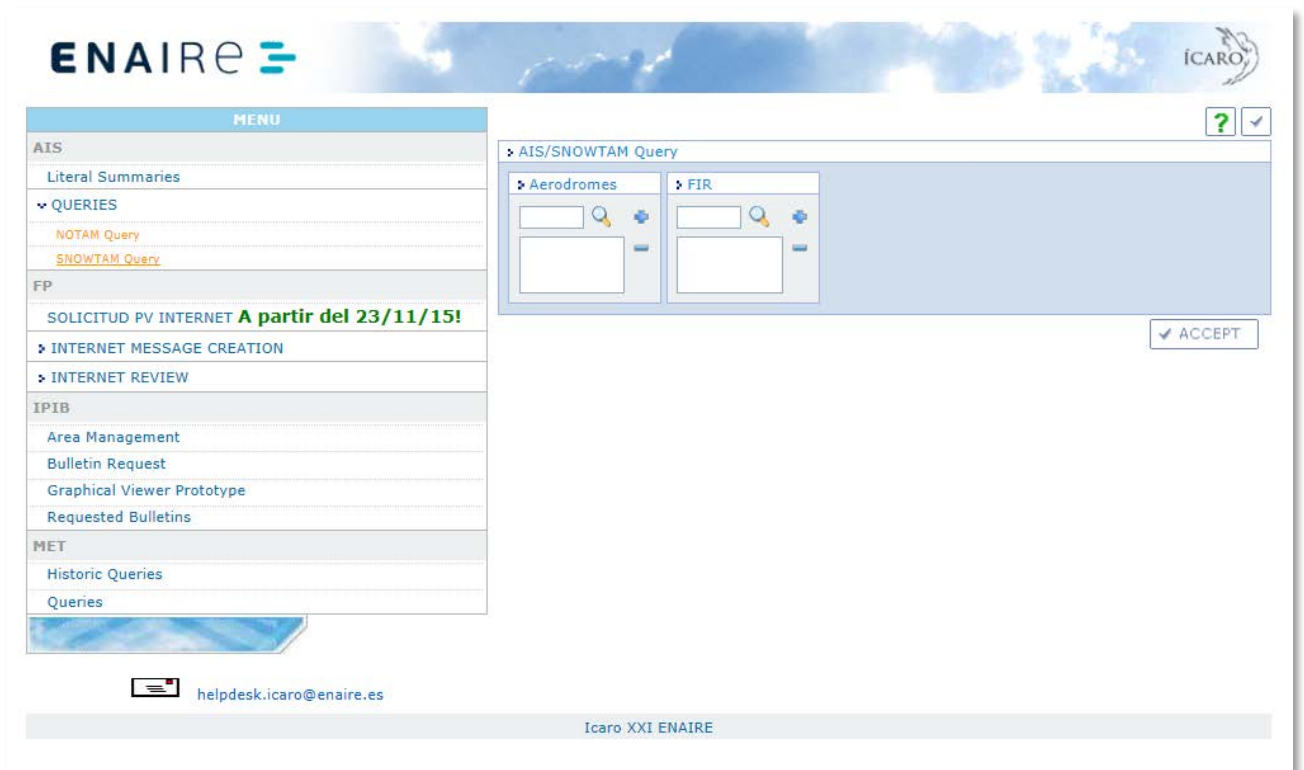 ENAIRe
ÍCARO
MENU
AIS
Literal Summaries
QUERIES
NOTAM Query
SNOWTAM Query
FP
SOLICITUD PV INTERNET A partir del 23/11/15!
INTERNET MESSAGE CREATION
INTERNET REVIEW
IPIB
Area Management
Bulletin Request
Graphical Viewer Prototype
Requested Bulletins
MET
Historic Queries
Queries
helpdesk.icaro@enaire.es
?
AIS/SNOWTAM Query
Aerodromes
FIR
ACCEPT
Icaro XXI ENAIRE